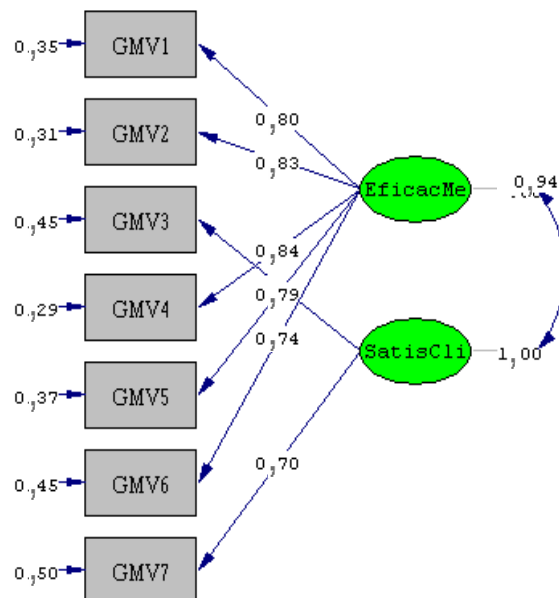 0,35 GMV1
0,80
0,31 GMV2
0,83
EficacMe 0,94
0,45 GMV3
0,84
0,29 GMV4
0,79
0,74
SatisCli 1,00
0,37 GMV5
0,70
0,45 GMV6
0,50 GMV7